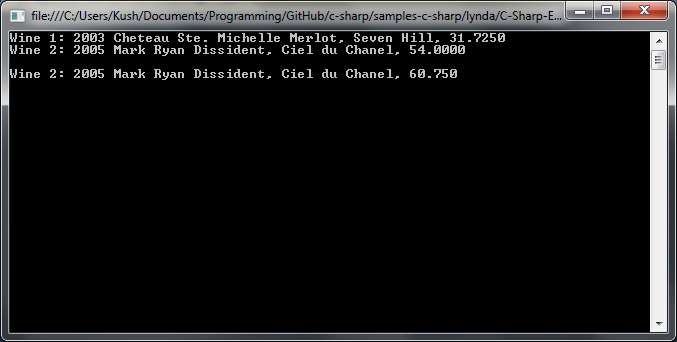 file:///C:/Users/Kush/Documents/Programming/GitHub/c-sharp/samples-c-sharp/lynda/C-Sharp-E...
Wine 1: 2003 Cheteau Ste. Michelle Merlot, Seven Hill, 31.7250
Wine 2: 2005 Mark Ryan Dissident, Ciel du Chanel, 54.0000
Wine 2: 2005 Mark Ryan Dissident, Ciel du Chanel, 60.750